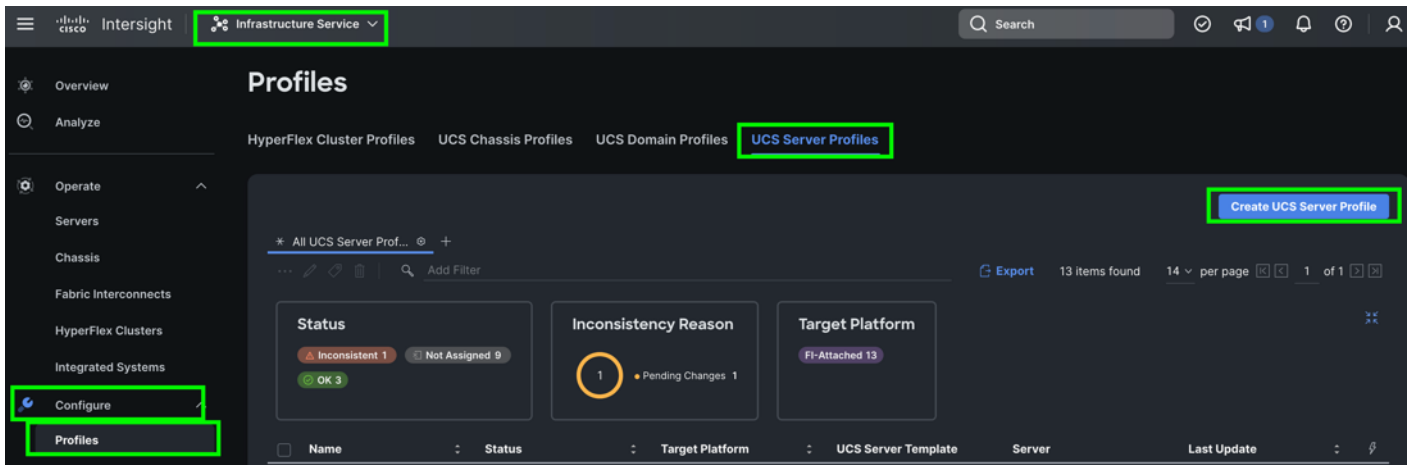 cisco Intersight Infrastructure Service Search 1
Profiles
Overview
Analyze
HyperFlex Cluster Profiles UCS Chassis Profiles UCS Domain Profiles UCS Server Profiles
Operate
Servers
Chassis
Fabric Interconnects
HyperFlex Clusters
Integrated Systems
Configure
Profiles
Create UCS Server Profile
All UCS Server Prof... +
Add Filter Export 13 items found 14 per page 1 of 1
Status
Inconsistent 1 Not Assigned 9
OK 3
Inconsistency Reason
1 Pending Changes 1
Target Platform
FI-Attached 13
Name Status Target Platform UCS Server Template Server Last Update